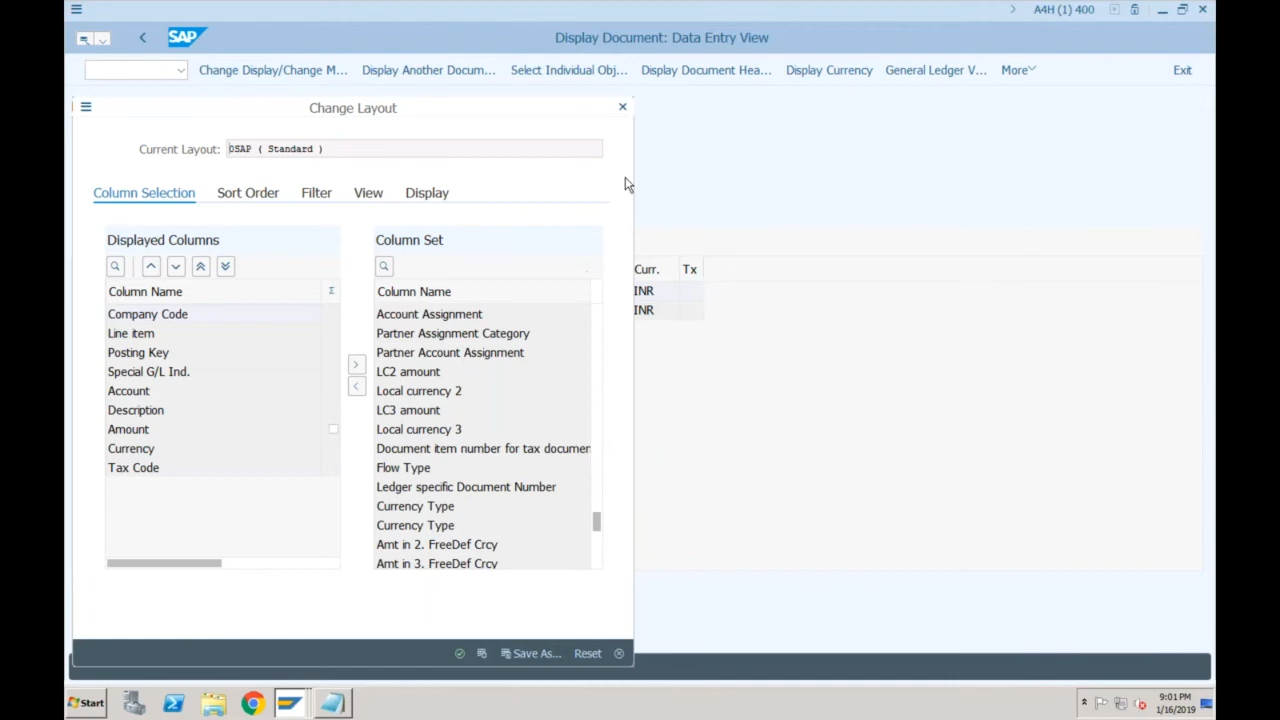 A4H (1) 400
SAP
Display Document: Data Entry View
Change Display/Change M... Display Another Docum... Select Individual Obj... Display Document Hea... Display Currency General Ledger V... More Exit
Change Layout
Current Layout: 0SAP ( Standard )
Column Selection Sort Order Filter View Display
Displayed Columns
Column Name Σ
Company Code
Line item
Posting Key
Special G/L Ind.
Account
Description
Amount
Currency
Tax Code
Column Set
Column Name
Account Assignment
Partner Assignment Category
Partner Account Assignment
LC2 amount
Local currency 2
LC3 amount
Local currency 3
Document item number for tax documen
Flow Type
Ledger specific Document Number
Currency Type
Currency Type
Amt in 2. FreeDef Crcy
Amt in 3. FreeDef Crcy
Curr. Tx
INR
INR
Save As... Reset
Start
9:01 PM
1/16/2019